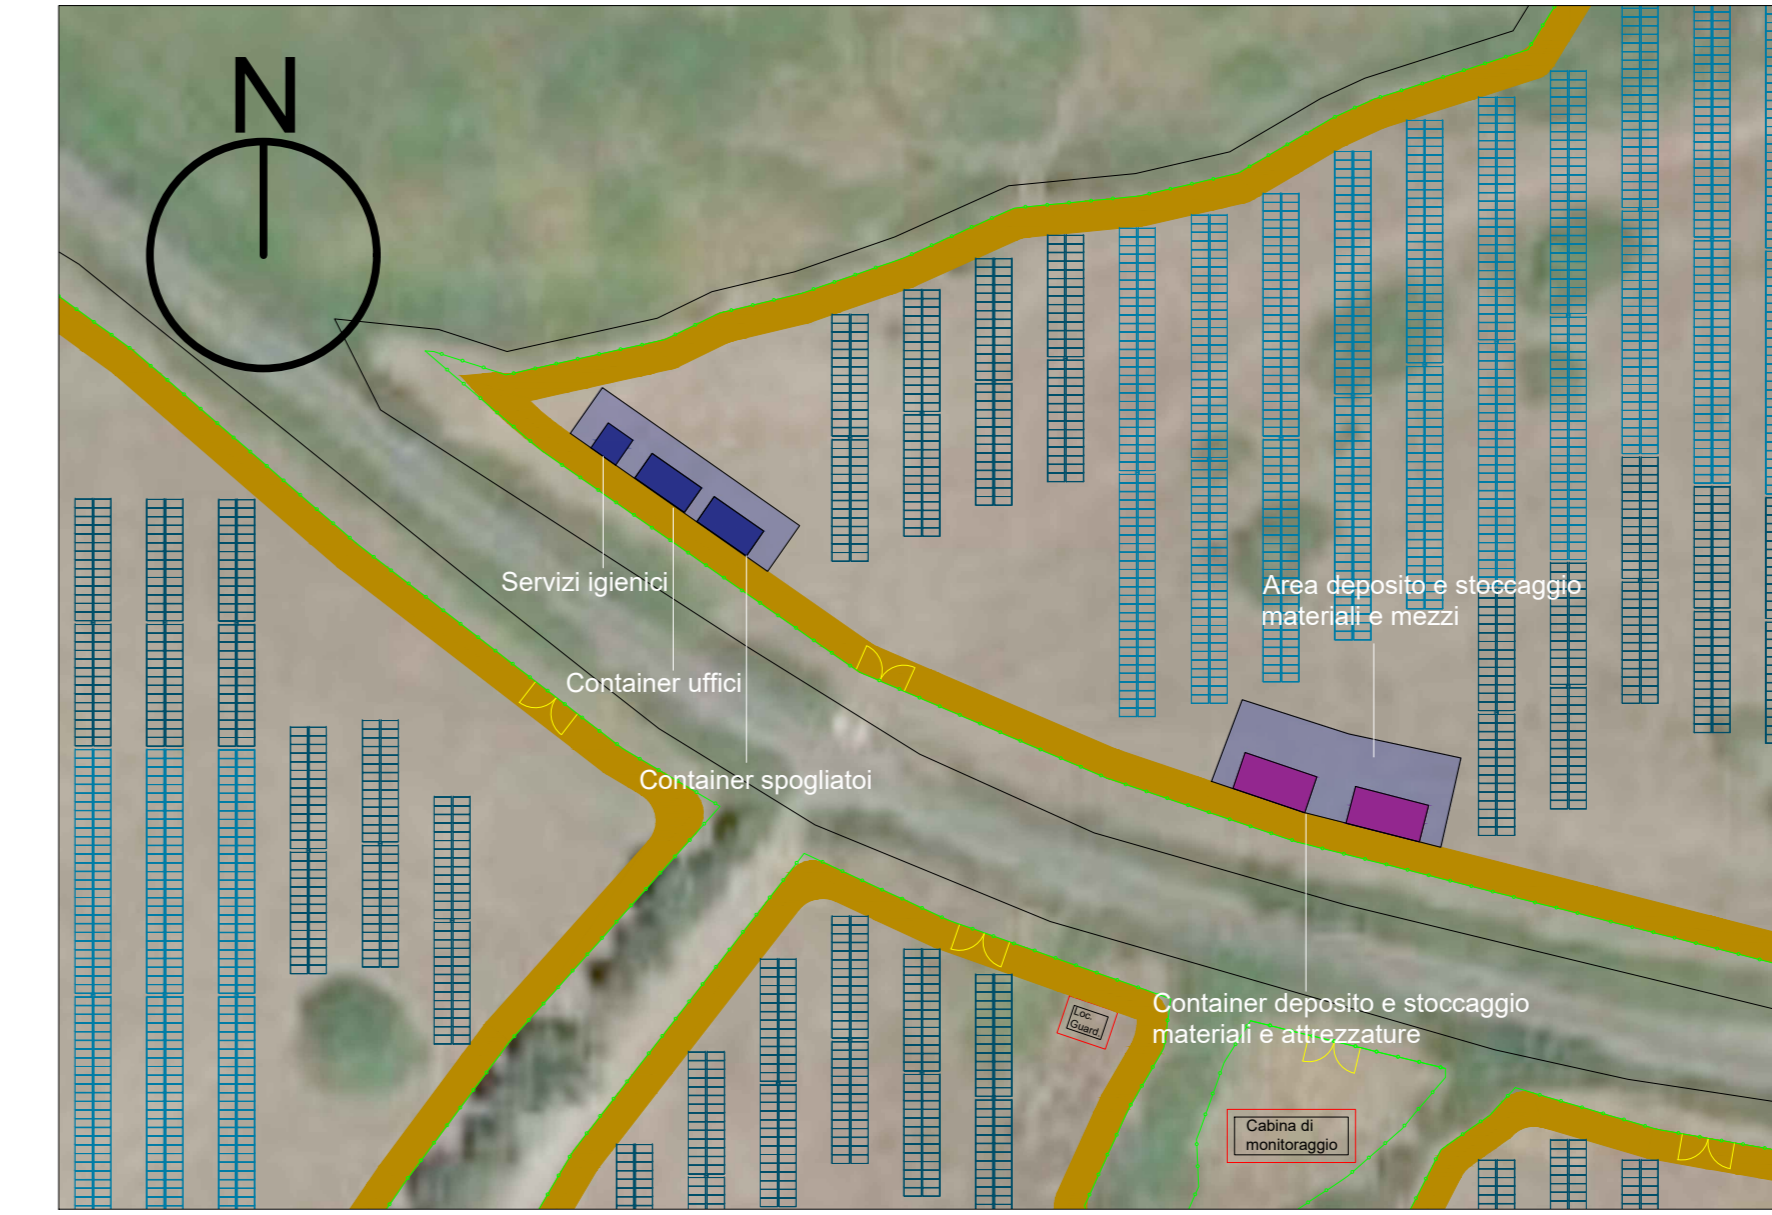 N
Servizi igienici
Area deposito e stoccaggio
materiali e mezzi
Container uffici
Container spogliatoi
Container deposito e stoccaggio
materiali e attrezzature
Loc.
Guard.
Cabina di
monitoraggio